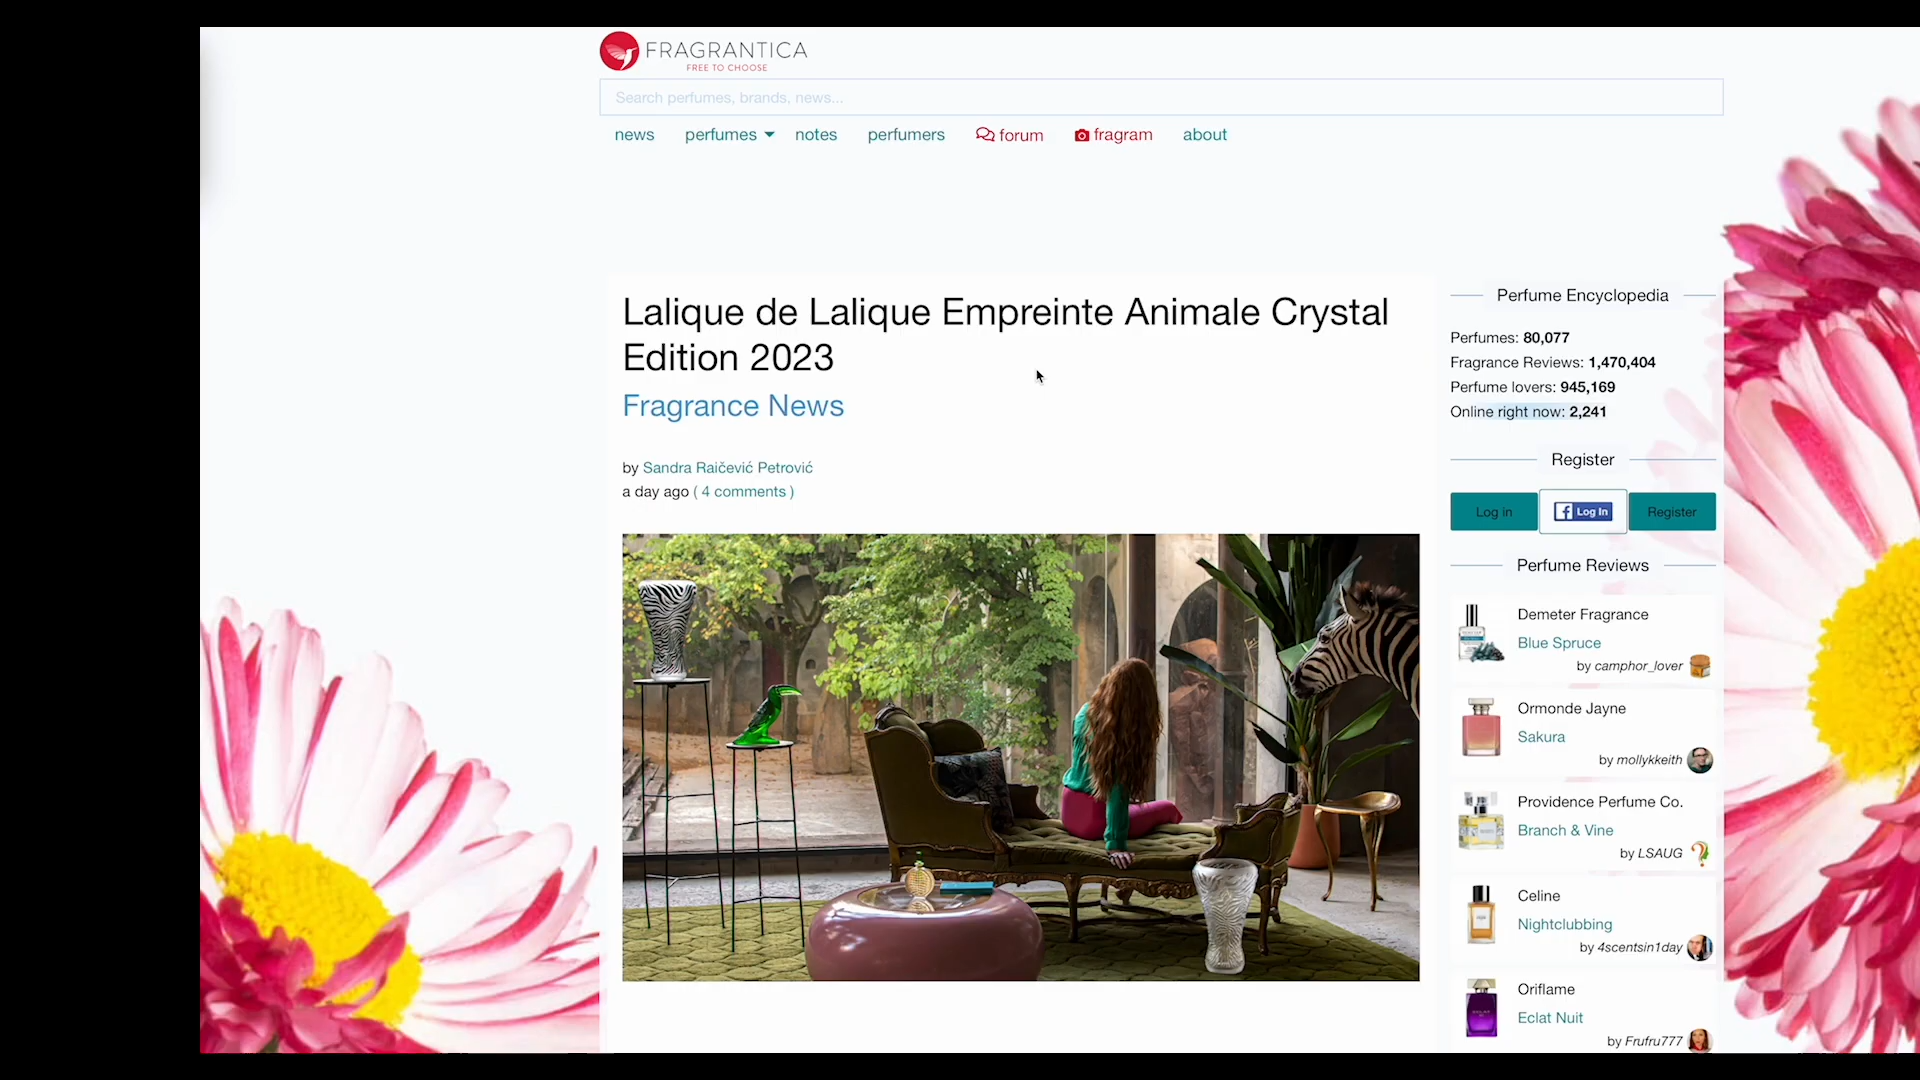 FRAGRANTICA
FREE TO CHOOSE
Search perfumes, brands, news...
news perfumes notes perfumers forum fragram about
Lalique de Lalique Empreinte Animale Crystal
Edition 2023
Fragrance News
by Sandra Raičević Petrović
a day ago ( 4 comments )
Perfume Encyclopedia
Perfumes: 80,077
Fragrance Reviews: 1,470,404
Perfume lovers: 945,169
Online right now: 2,241
Register
Log in
Log In
Register
Perfume Reviews
Demeter Fragrance
Blue Spruce
by camphor_lover
Ormonde Jayne
Sakura
by mollykkeith
Providence Perfume Co.
Branch & Vine
by LSAUG
Celine
Nightclubbing
by 4scentsin1day
Oriflame
Eclat Nuit
by Frufru777